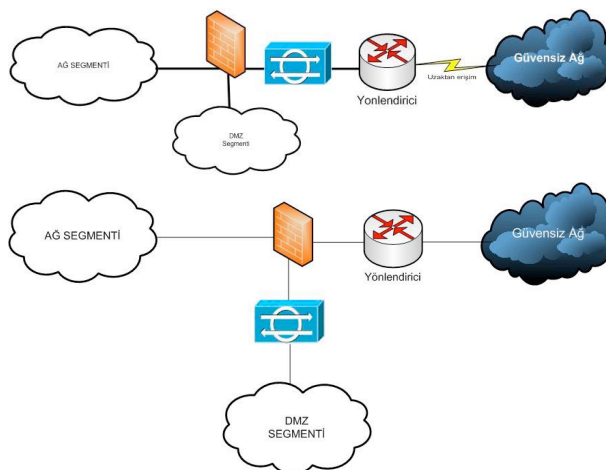 AĞ SEGMENTİ
DMZ
Segmenti
Yonlendirici
Uzaktan erişim
Güvensiz Ağ
AĞ SEGMENTİ
Yönlendirici
Güvensiz Ağ
DMZ
SEGMENTİ